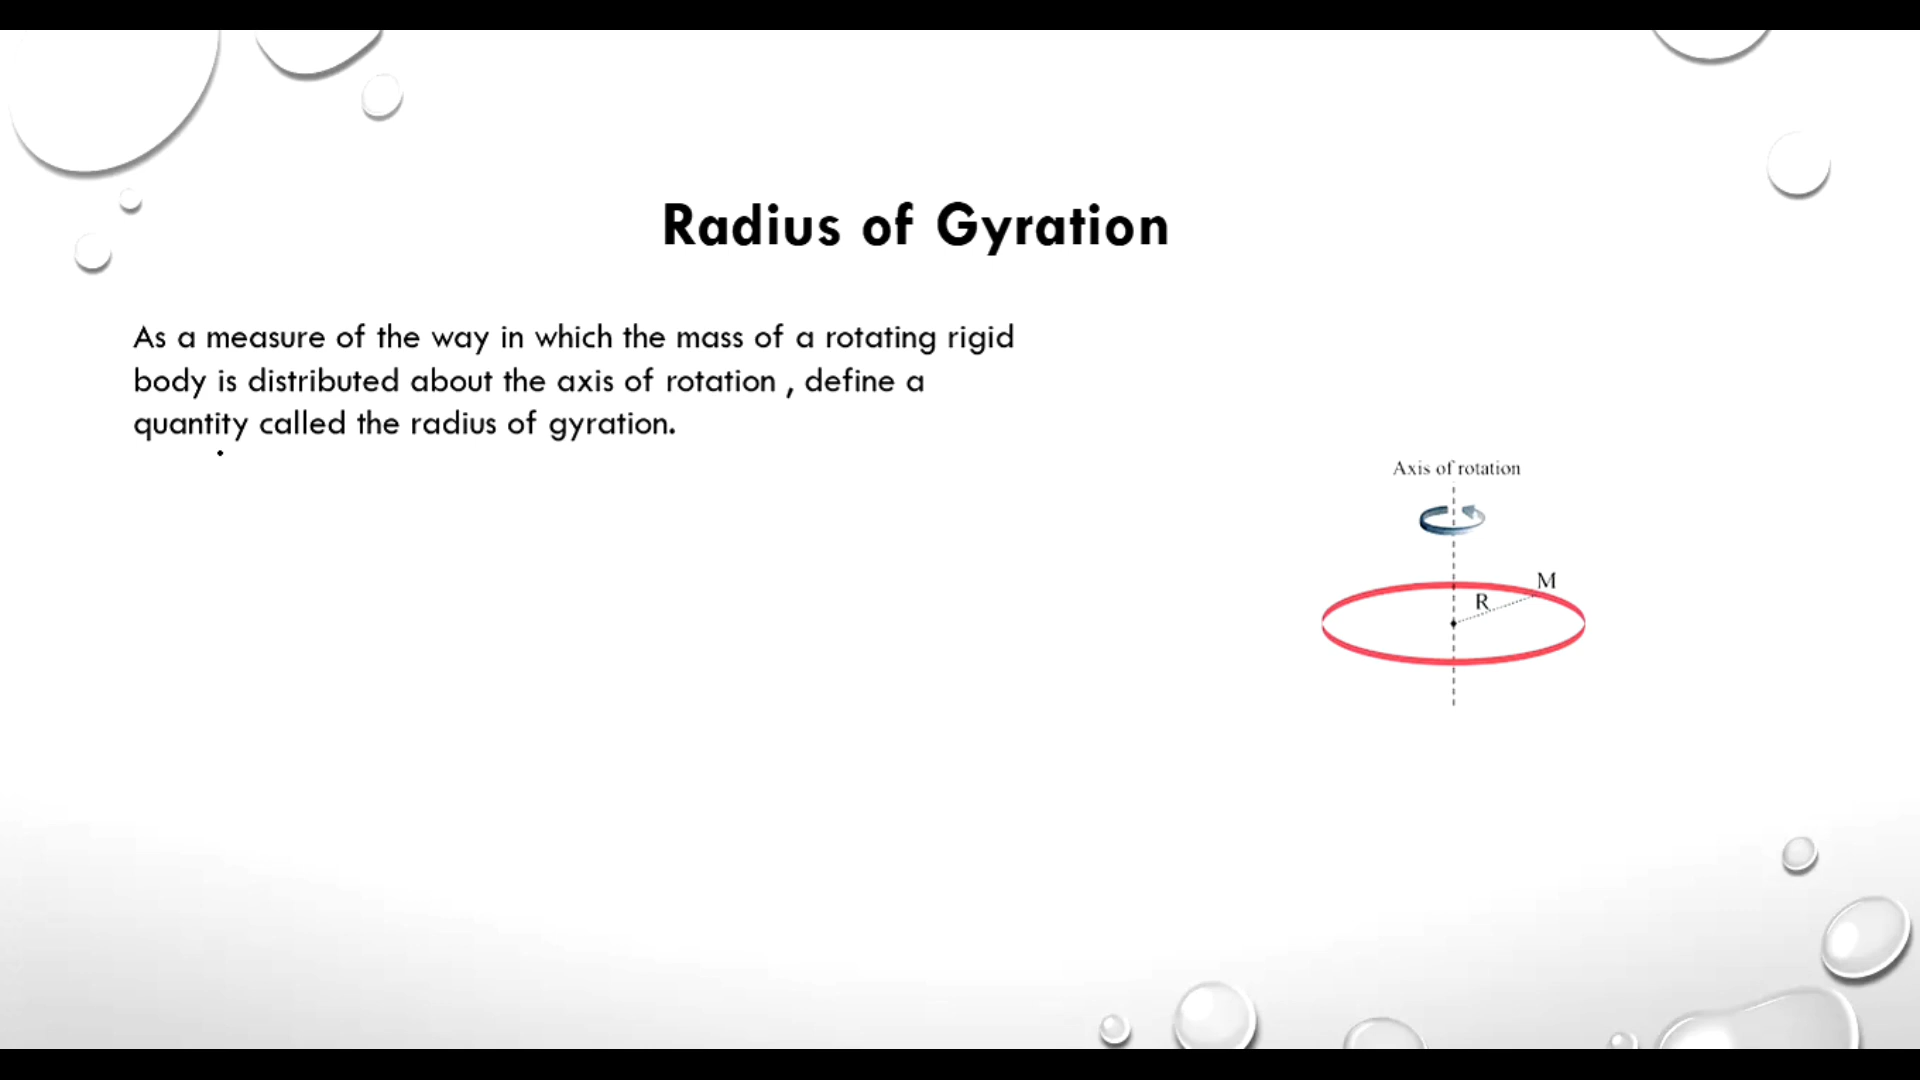 Radius of Gyration
As a measure of the way in which the mass of a rotating rigid
body is distributed about the axis of rotation , define a
quantity called the radius of gyration.
Axis of rotation
M
R